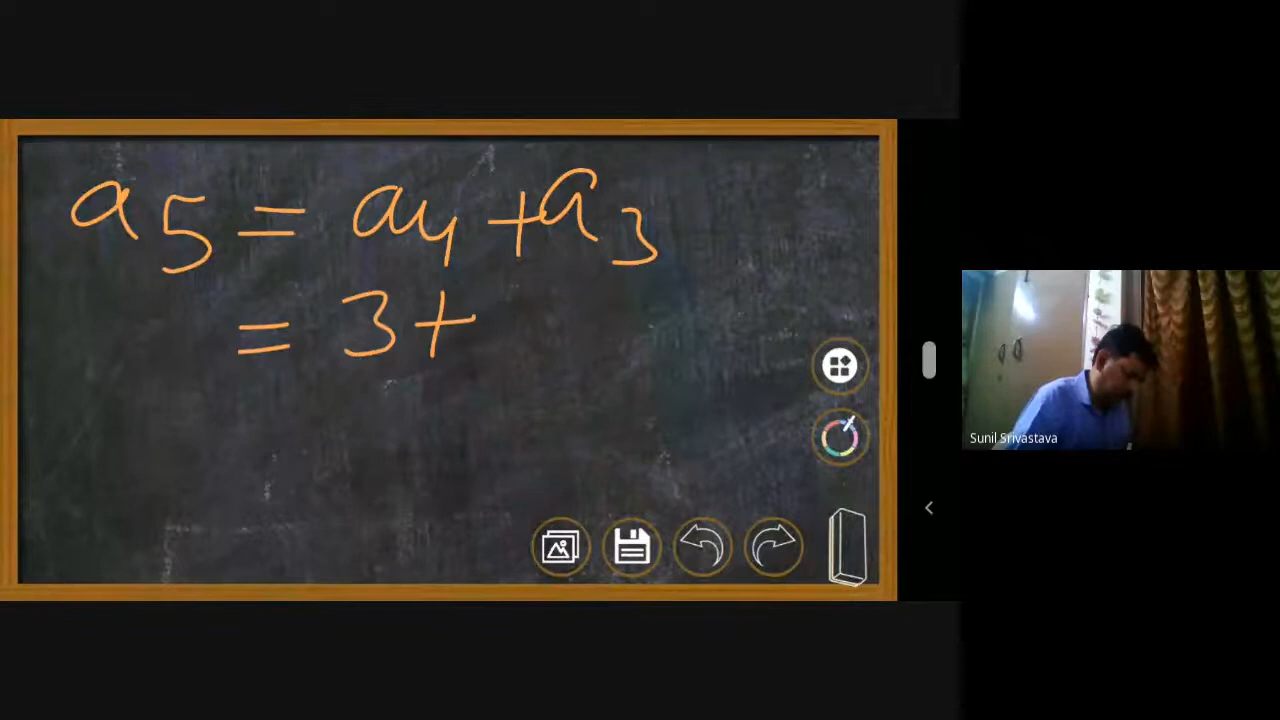 a5 = a4 + a3
= 3 +
Sunil Srivastava